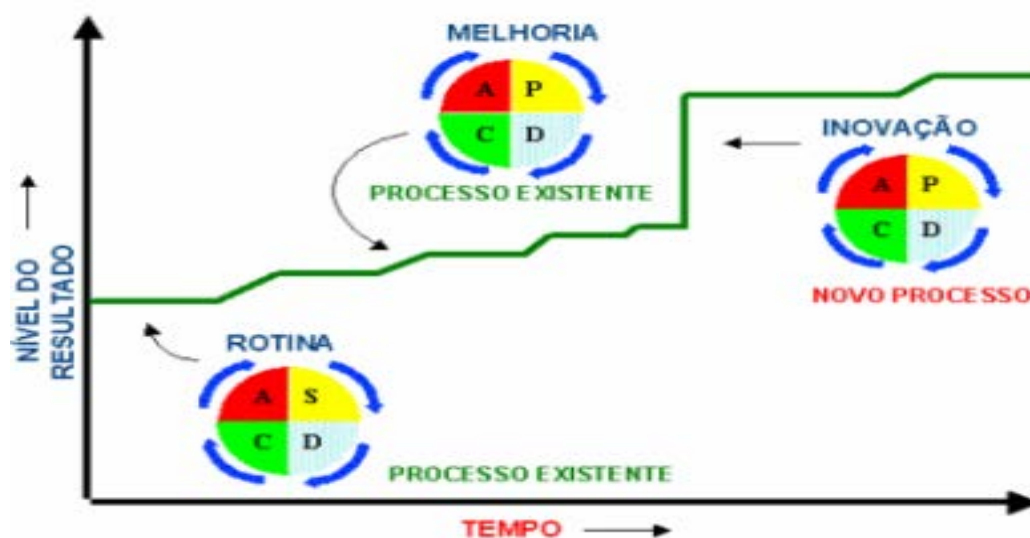 MELHORIA
A P
C D
PROCESSO EXISTENTE
INOVAÇÃO
A P
C D
NOVO PROCESSO
NÍVEL DO
RESULTADO
ROTINA
A S
C D
PROCESSO EXISTENTE
TEMPO